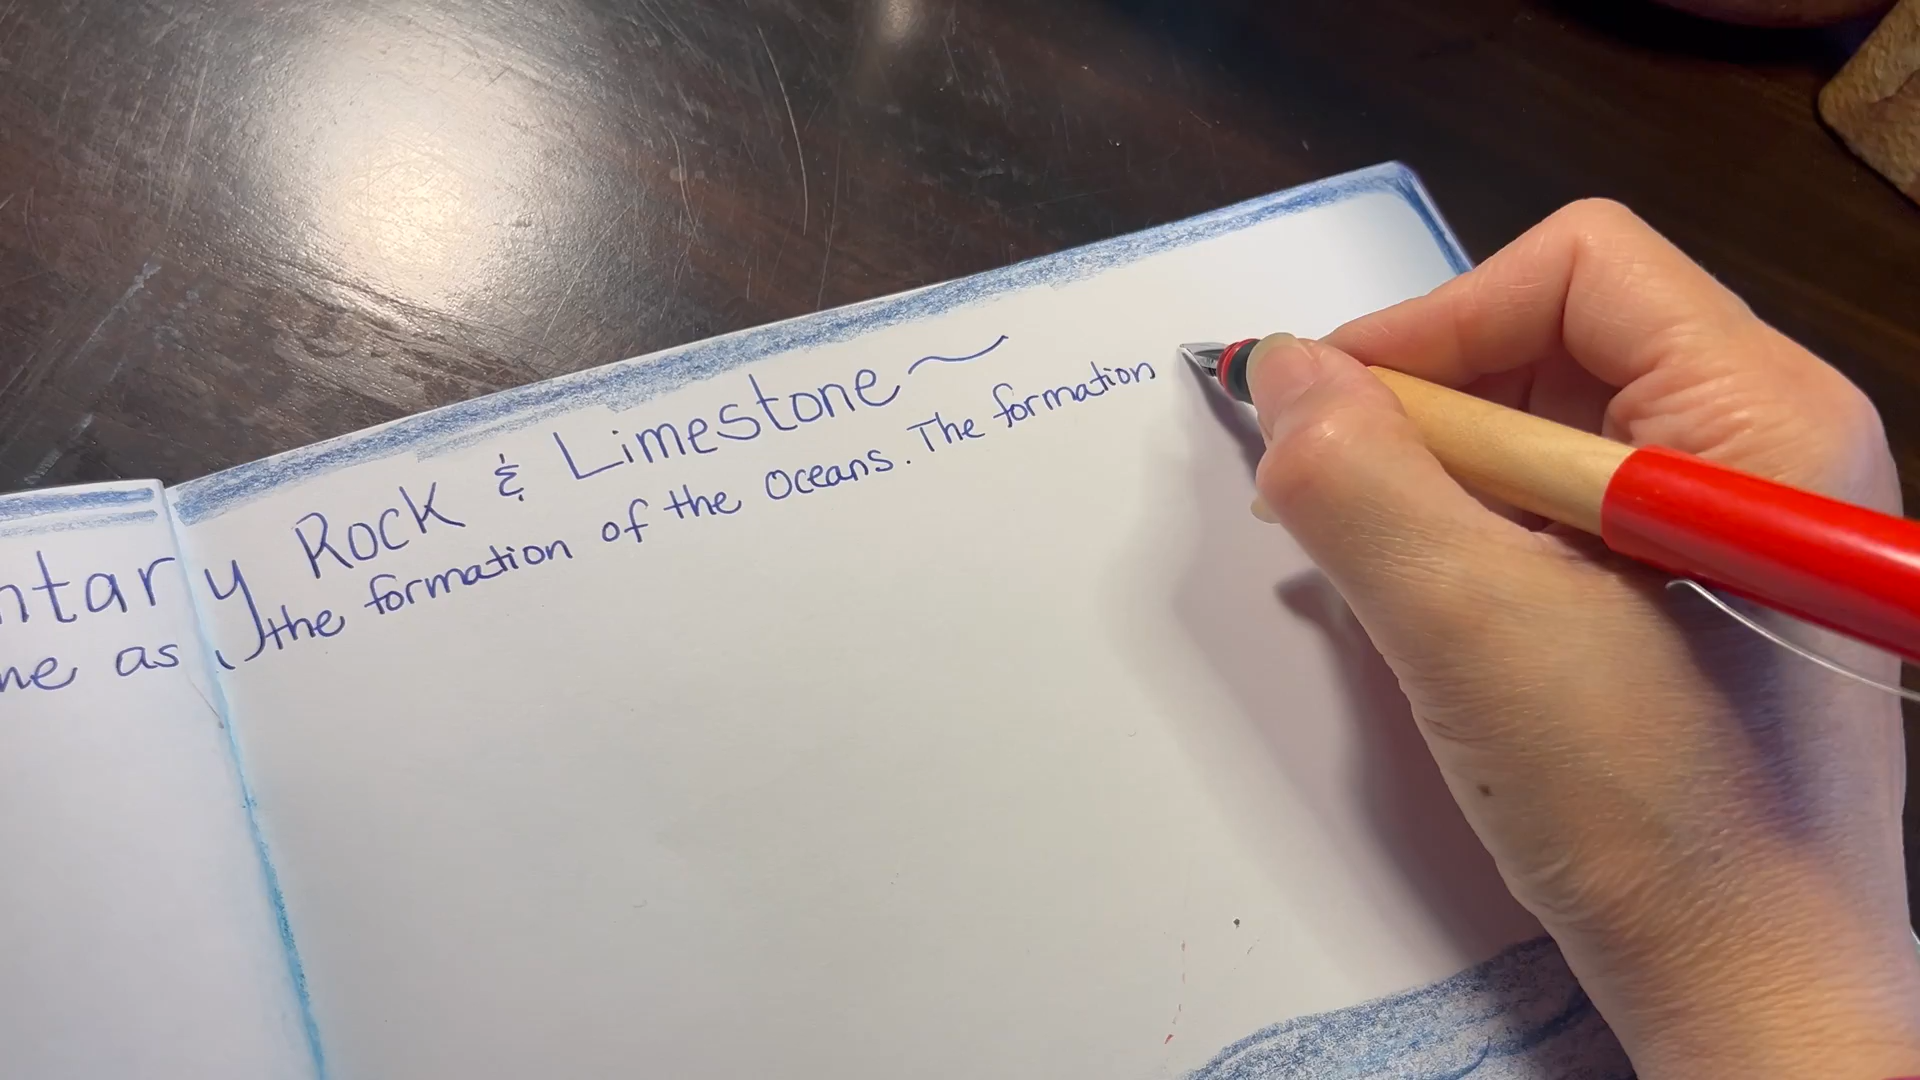 ntary Rock & Limestone
ne as the formation of the Oceans. The formation